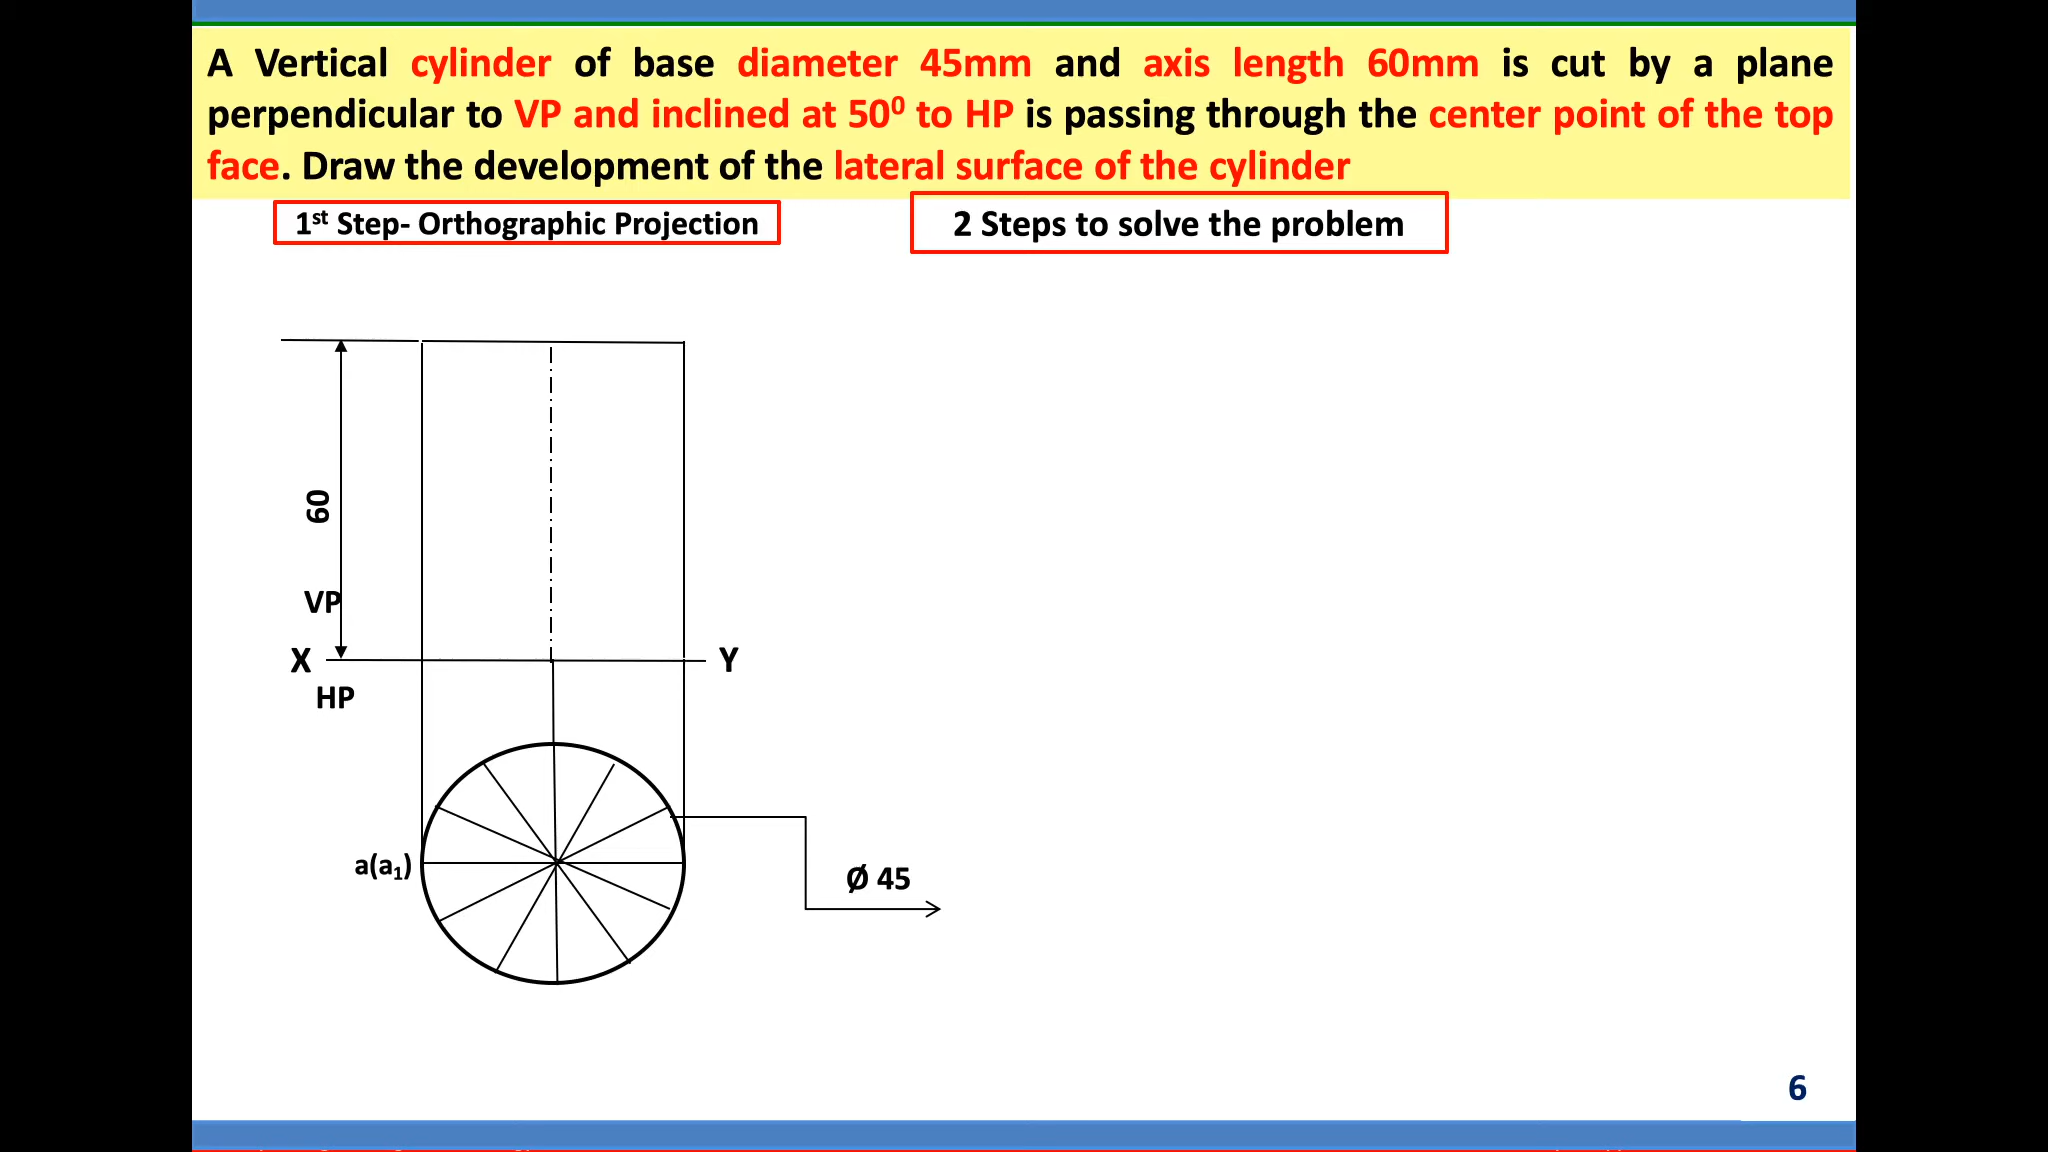 A Vertical cylinder of base diameter 45mm and axis length 60mm is cut by a plane
perpendicular to VP and inclined at 50⁰ to HP is passing through the center point of the top
face. Draw the development of the lateral surface of the cylinder
1st Step- Orthographic Projection
2 Steps to solve the problem
60
VP
X
Y
HP
a(a₁)
Ø 45
6